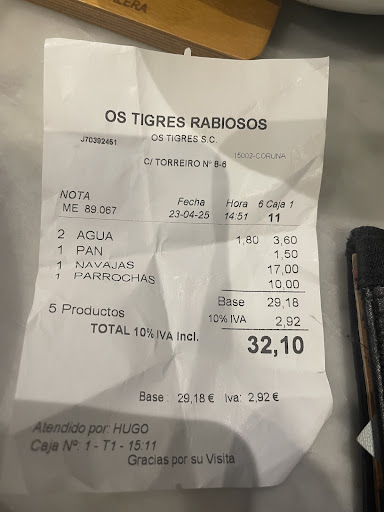 LERA
OS TIGRES RABIOSOS
J70392451 OS TIGRES S.C.
C/ TORREIRO Nº 8-6 15003-CORUNA
NOTA Fecha Hora 6 Caja 1
ME 89.067 23-04-25 14:51 11
2 AGUA 1,80 3,60
1 PAN 1,50
1 NAVAJAS 17,00
1 PARROCHAS 10,00
Base 29,18
5 Productos 10% IVA 2,92
TOTAL 10% IVA Incl. 32,10
Base : 29,18 € Iva: 2,92 €
Atendido por: HUGO
Caja Nº: 1 - T1 - 15:11
Gracias por su Visita